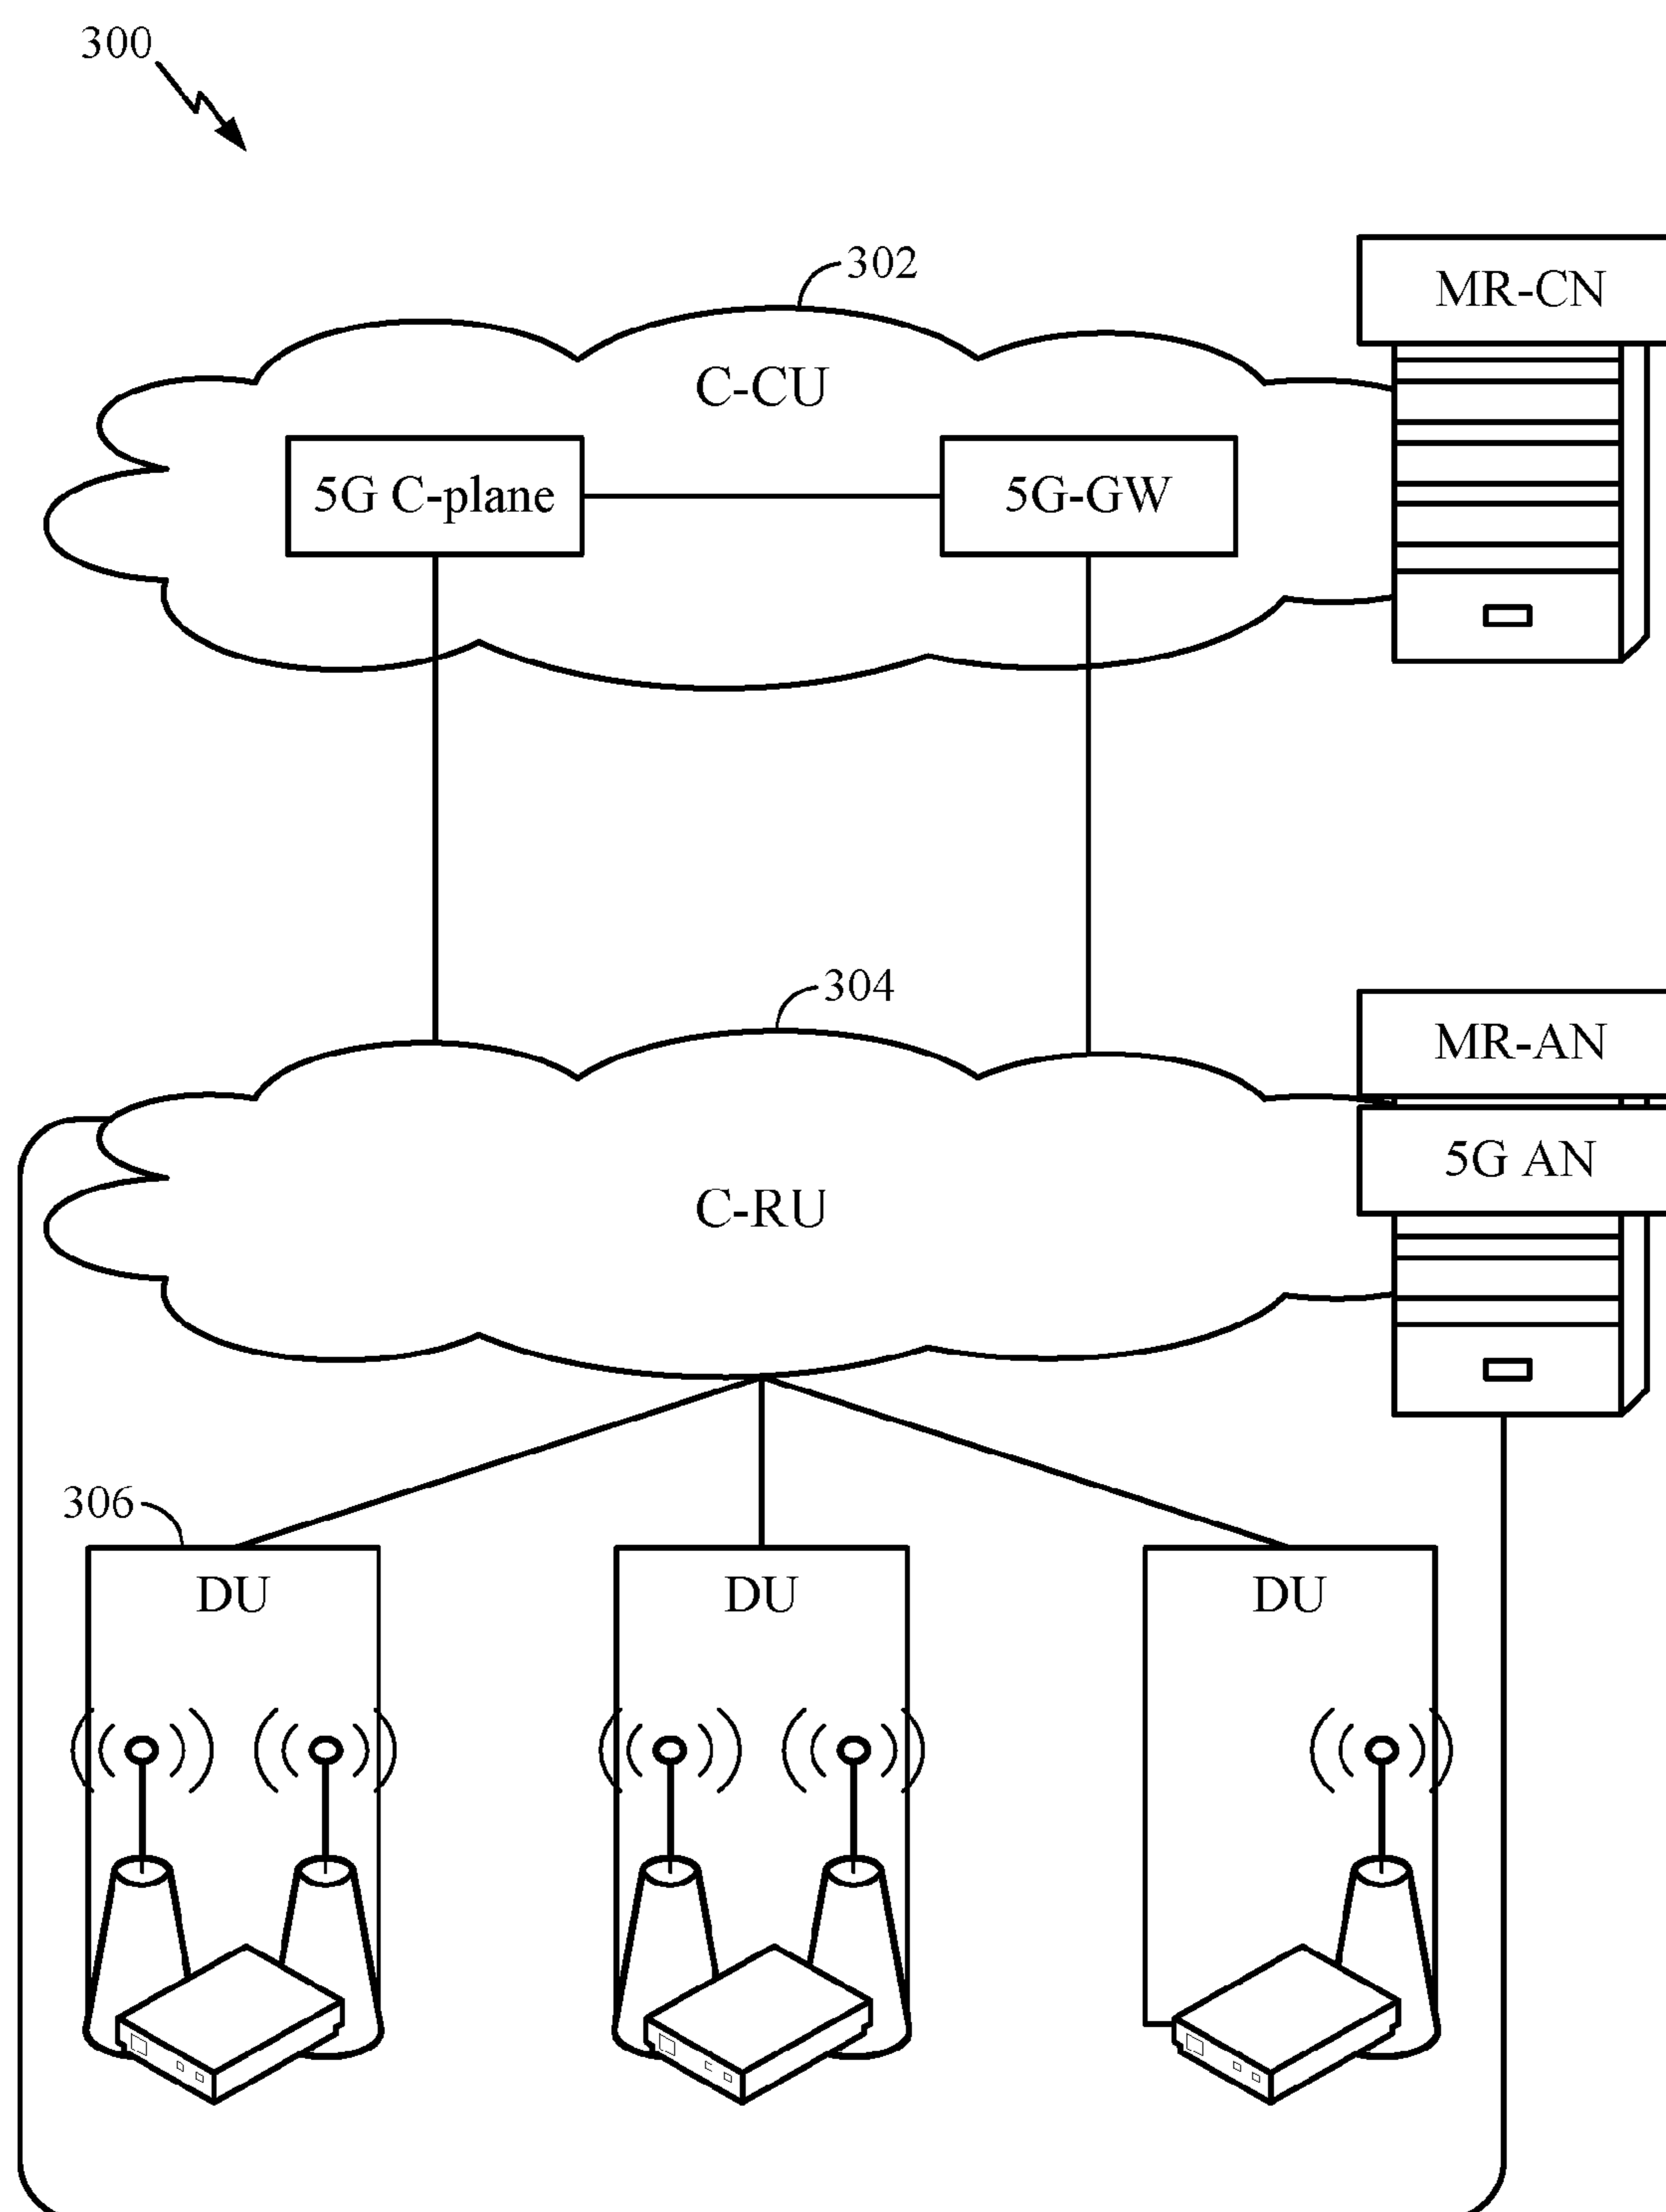 300
302
MR-CN
C-CU
5G C-plane
5G-GW
304
MR-AN
5G AN
C-RU
306
DU
DU
DU